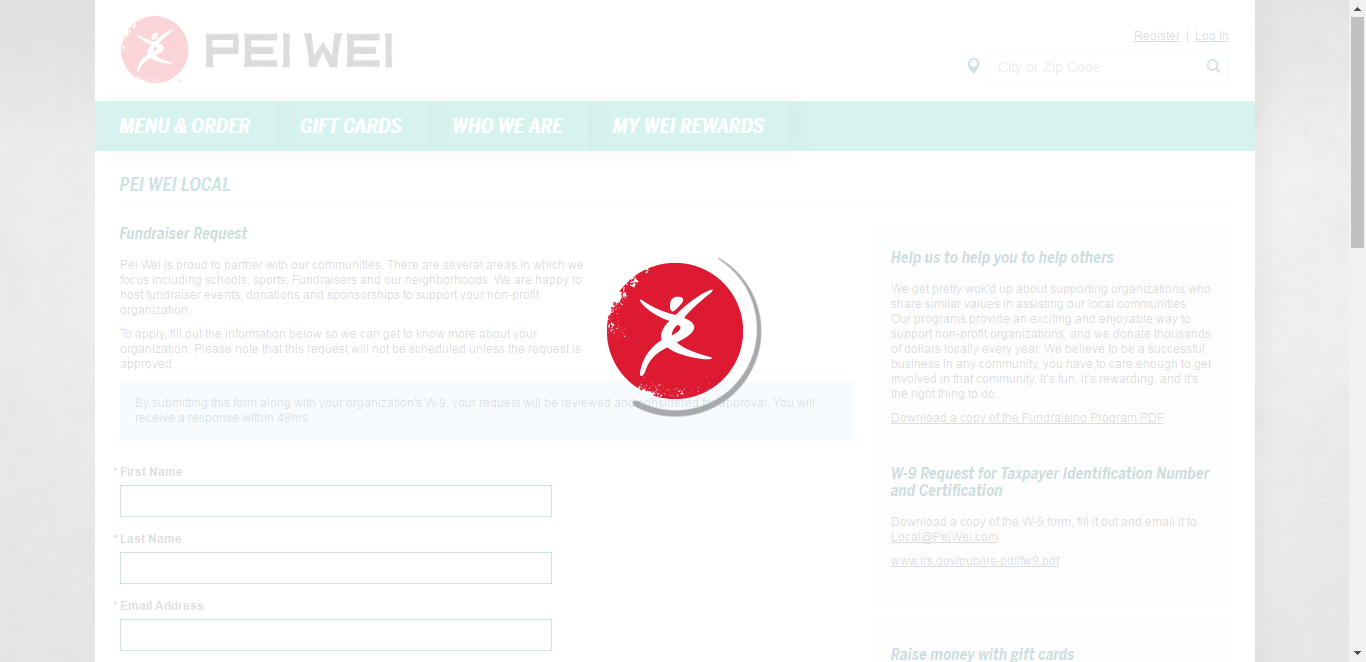 PEI WEI
Register | Log In
City or Zip Code
MENU & ORDER
GIFT CARDS
WHO WE ARE
MY WEI REWARDS
PEI WEI LOCAL
Fundraiser Request
Pei Wei is proud to partner with our communities. There are several areas in which we
focus including schools, sports, Fundraisers and our neighborhoods. We are happy to
host fundraiser events, donations and sponsorships to support your non-profit
organization.
To apply, fill out the information below so we can get to know more about your
organization. Please note that this request will not be scheduled unless the request is
approved.
By submitting this form along with your organization's W-9, your request will be reviewed and considered for approval. You will
receive a response within 48hrs.
* First Name
* Last Name
* Email Address
Help us to help you to help others
We get pretty wok'd up about supporting organizations who
share similar values in assisting our local communities.
Our programs provide an exciting and enjoyable way to
support non-profit organizations, and we donate thousands
of dollars locally every year. We believe to be a successful
business in any community, you have to care enough to get
involved in that community. It's fun, it's rewarding, and it's
the right thing to do.
Download a copy of the Fundraising Program PDF
W-9 Request for Taxpayer Identification Number
and Certification
Download a copy of the W-9 form, fill it out and email it to
Local@PeiWei.com
www.irs.gov/pub/irs-pdf/fw9.pdf
Raise money with gift cards